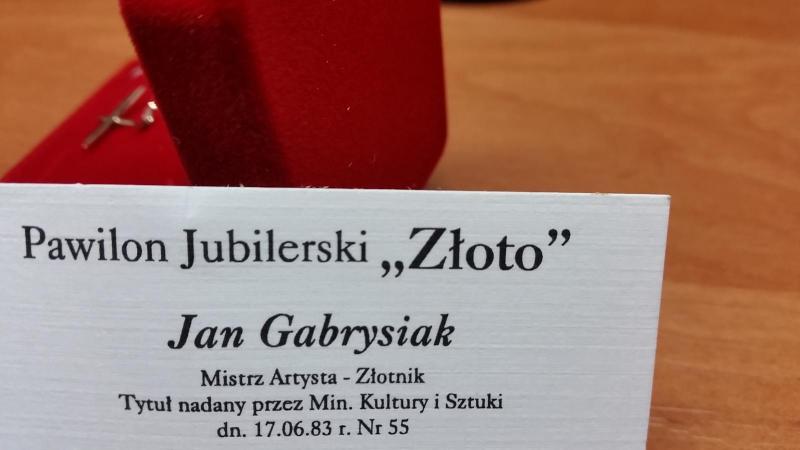 Pawilon Jubilerski „Złoto”
Jan Gabrysiak
Mistrz Artysta - Złotnik
Tytuł nadany przez Min. Kultury i Sztuki
dn. 17.06.83 r. Nr 55